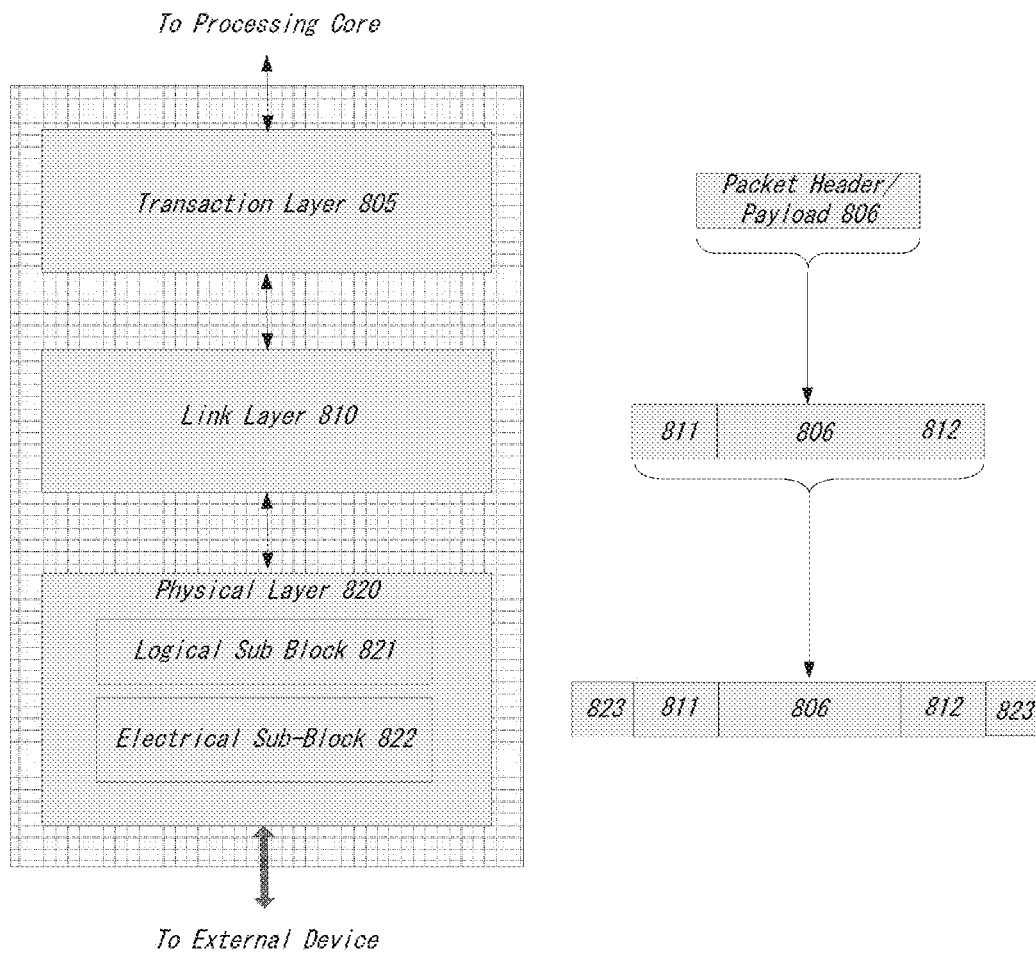 To Processing Core
Transaction Layer 805
Link Layer 810
Physical Layer 820
Logical Sub Block 821
Electrical Sub-Block 822
To External Device
Packet Header/
Payload 806
811 806 812
823 811 806 812 823